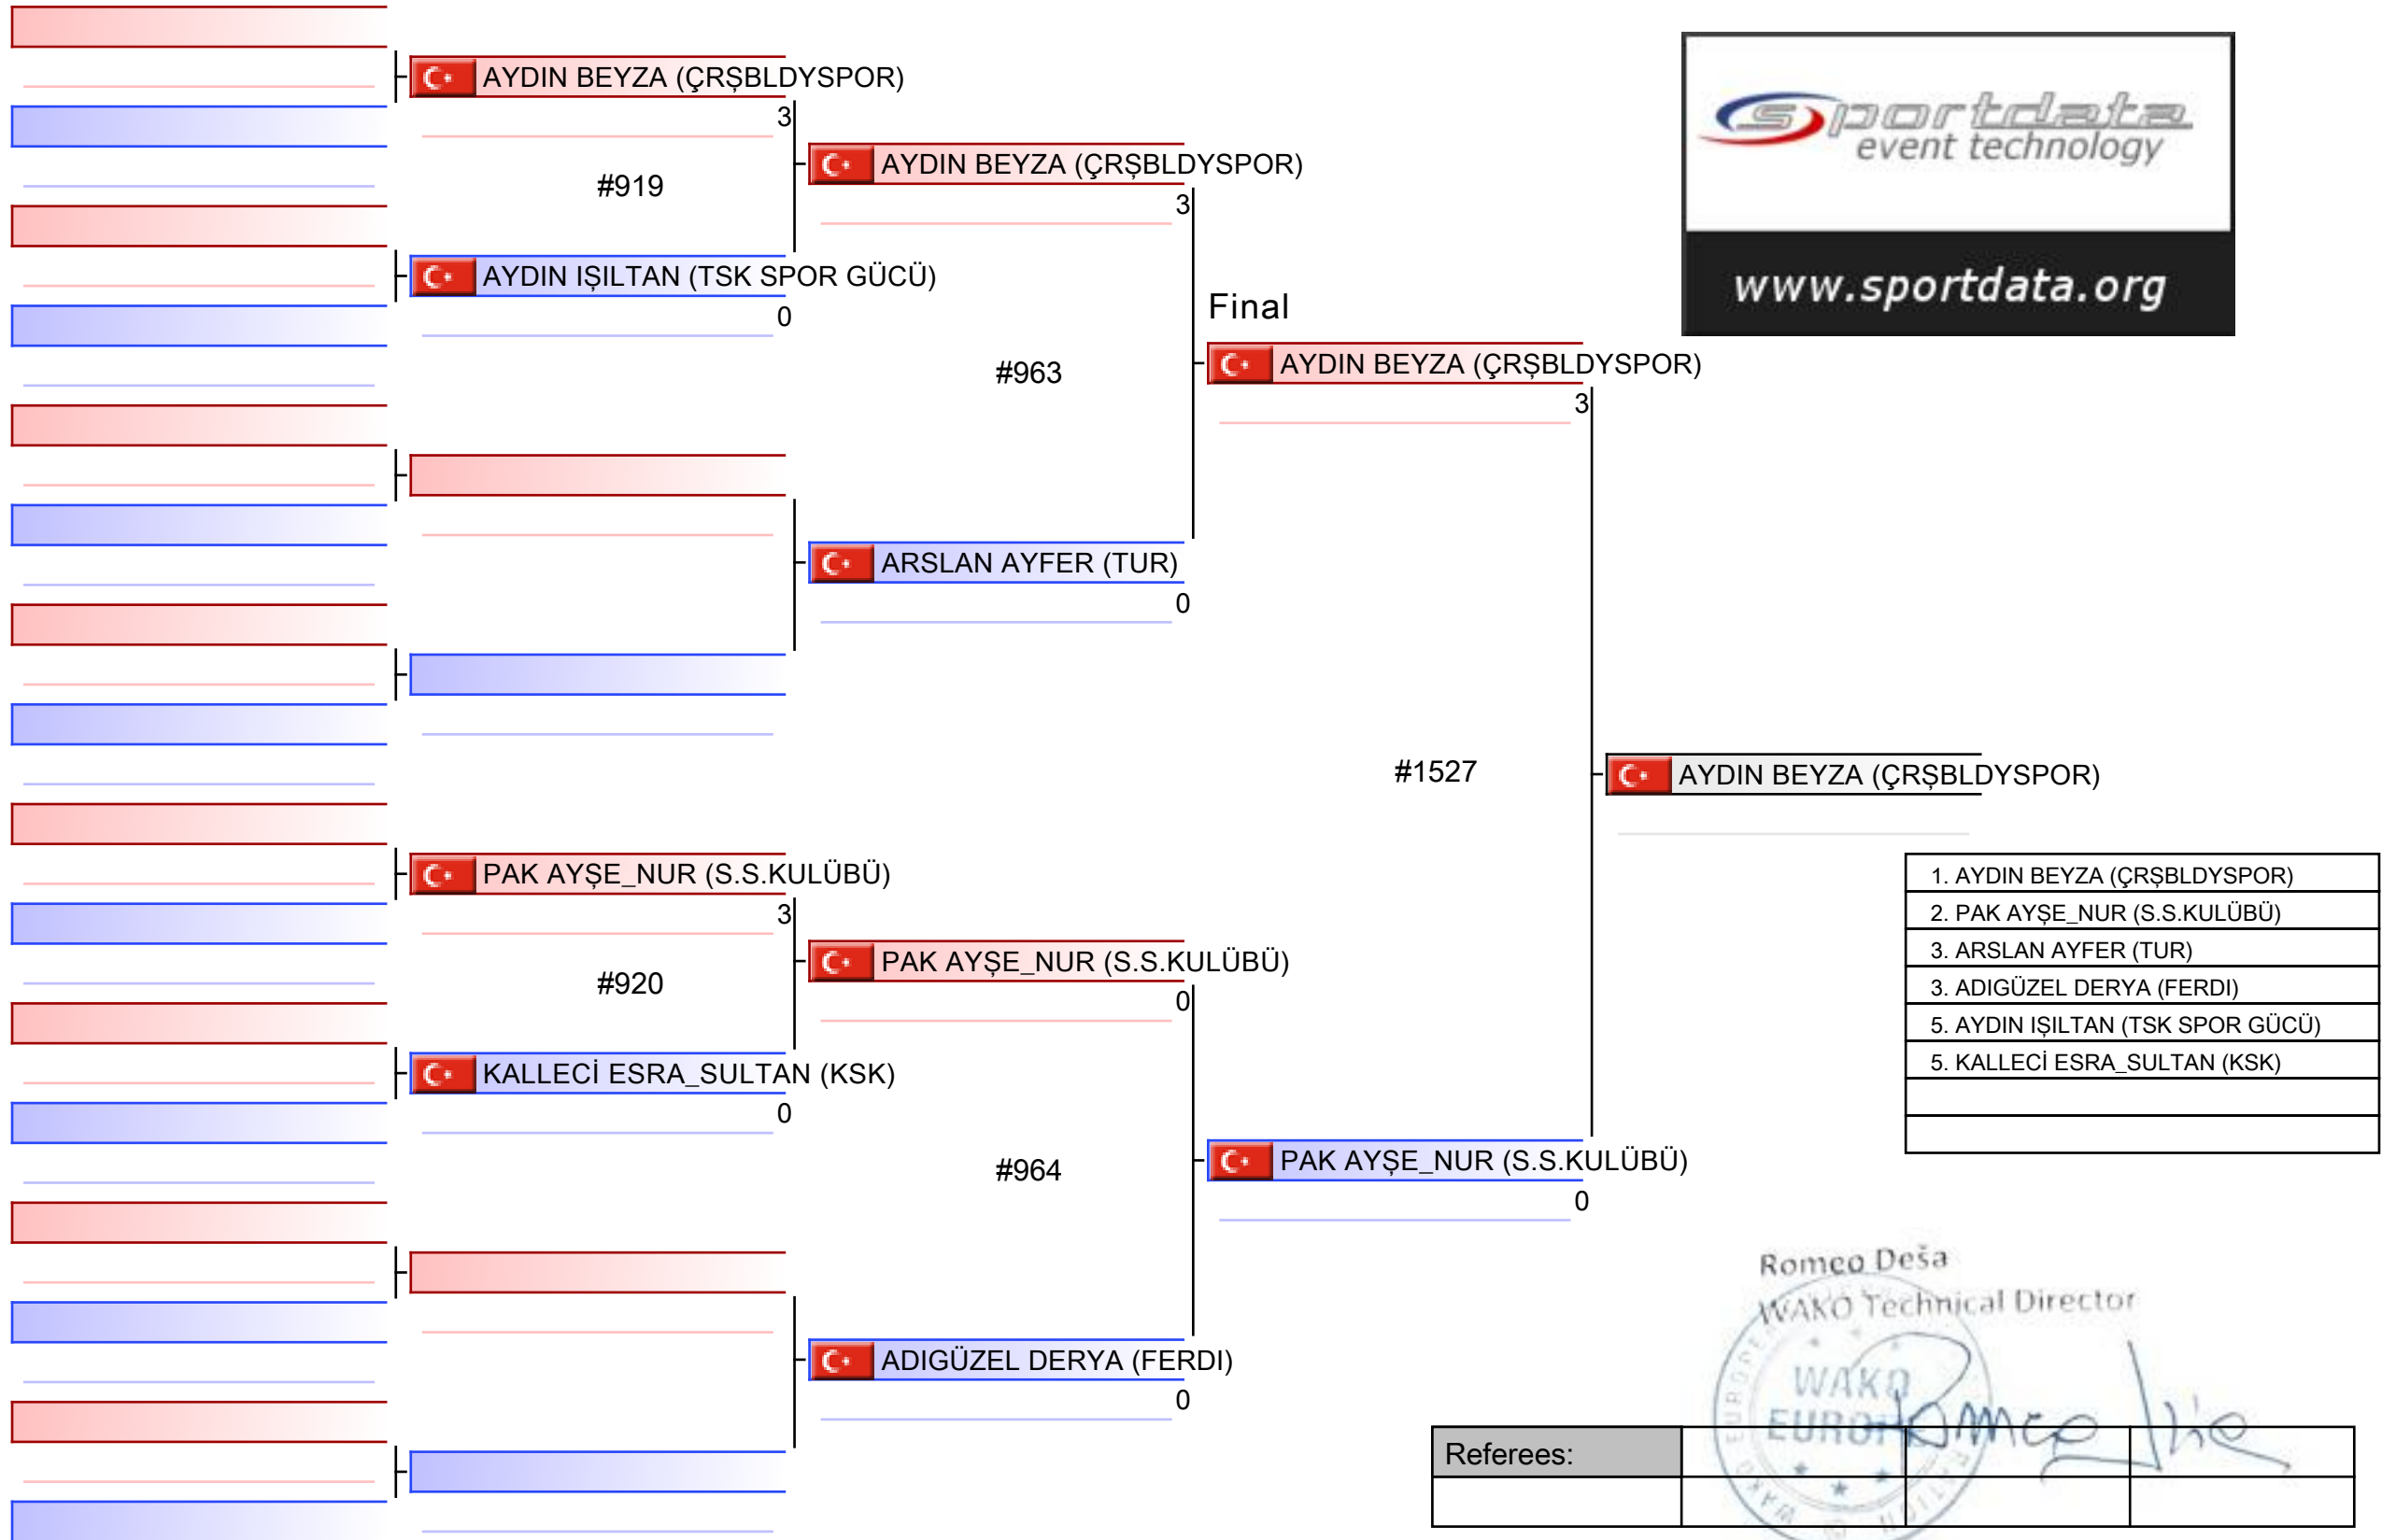 AYDIN BEYZA (ÇRŞBLDYSPOR)
3
#919
AYDIN IŞILTAN (TSK SPOR GÜCÜ)
0
PAK AYŞE_NUR (S.S.KULÜBÜ)
3
#920
KALLECİ ESRA_SULTAN (KSK)
0
AYDIN BEYZA (ÇRŞBLDYSPOR)
3
#963
ARSLAN AYFER (TUR)
0
PAK AYŞE_NUR (S.S.KULÜBÜ)
0
#964
ADIGÜZEL DERYA (FERDI)
0
Final
AYDIN BEYZA (ÇRŞBLDYSPOR)
3
#1527
PAK AYŞE_NUR (S.S.KULÜBÜ)
0
AYDIN BEYZA (ÇRŞBLDYSPOR)
sportdata
event technology
www.sportdata.org
1. AYDIN BEYZA (ÇRŞBLDYSPOR)
2. PAK AYŞE_NUR (S.S.KULÜBÜ)
3. ARSLAN AYFER (TUR)
3. ADIGÜZEL DERYA (FERDI)
5. AYDIN IŞILTAN (TSK SPOR GÜCÜ)
5. KALLECİ ESRA_SULTAN (KSK)
Romeo Deša
WAKO Technical Director
WAKO
EUROPE
Referees: